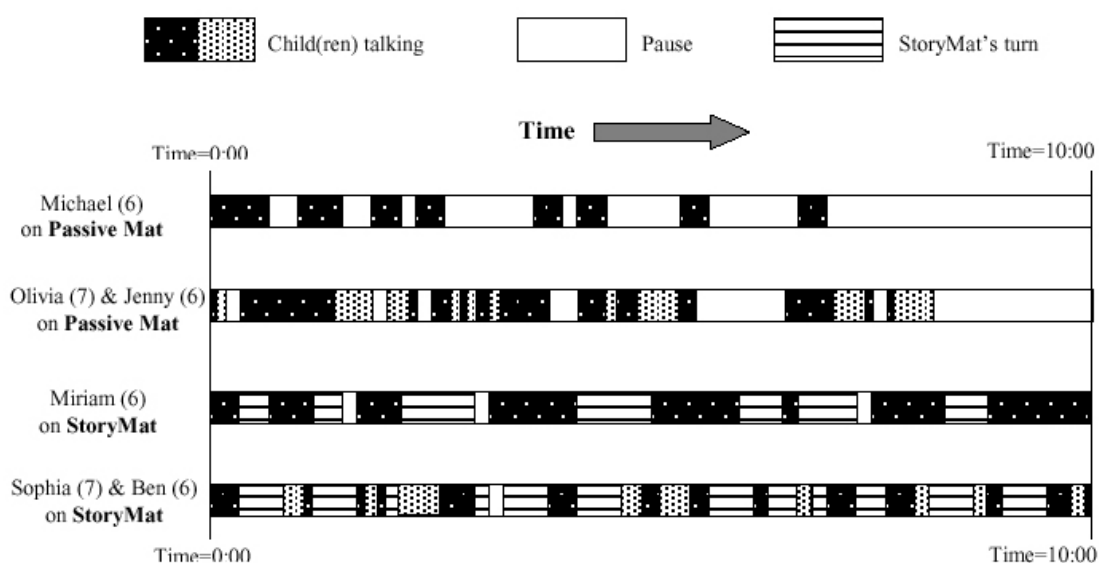 Child(ren) talking
Pause
StoryMat's turn
Time
Time=0:00
Time=10:00
Michael (6)
on Passive Mat
Olivia (7) & Jenny (6)
on Passive Mat
Miriam (6)
on StoryMat
Sophia (7) & Ben (6)
on StoryMat
Time=0:00
Time=10:00